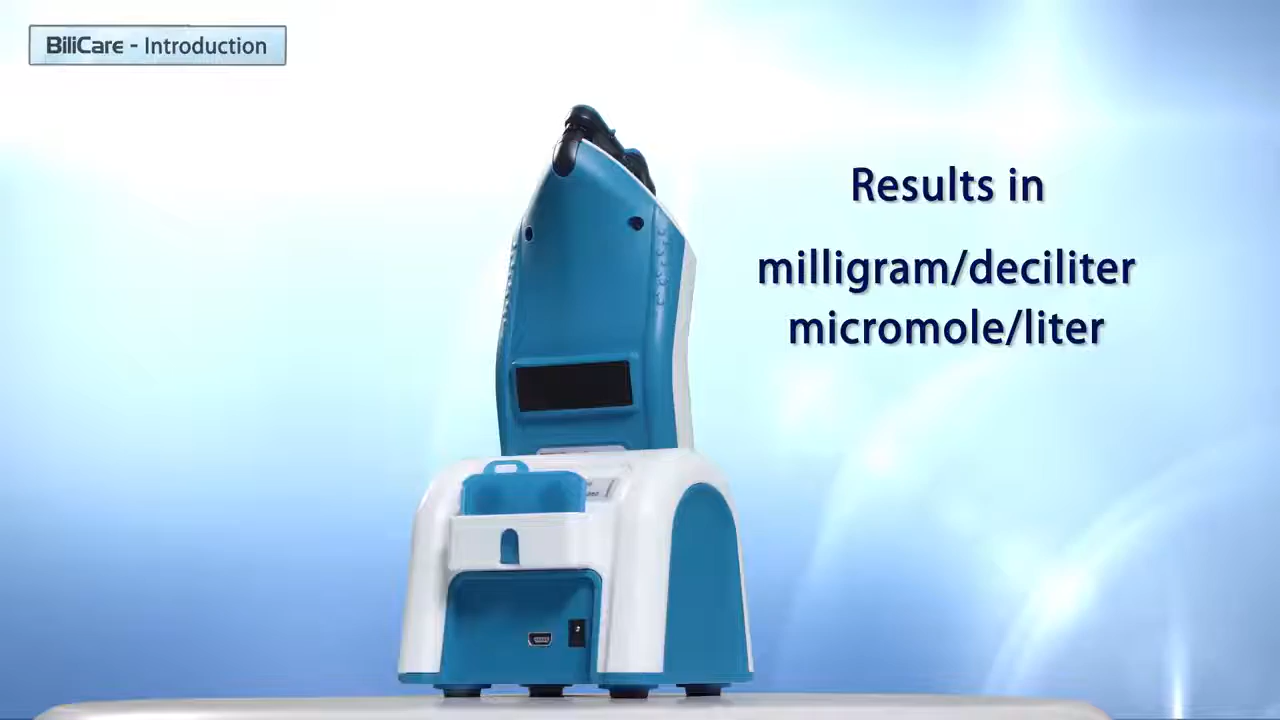 BiliCare - Introduction
Results in
milligram/deciliter
micromole/liter